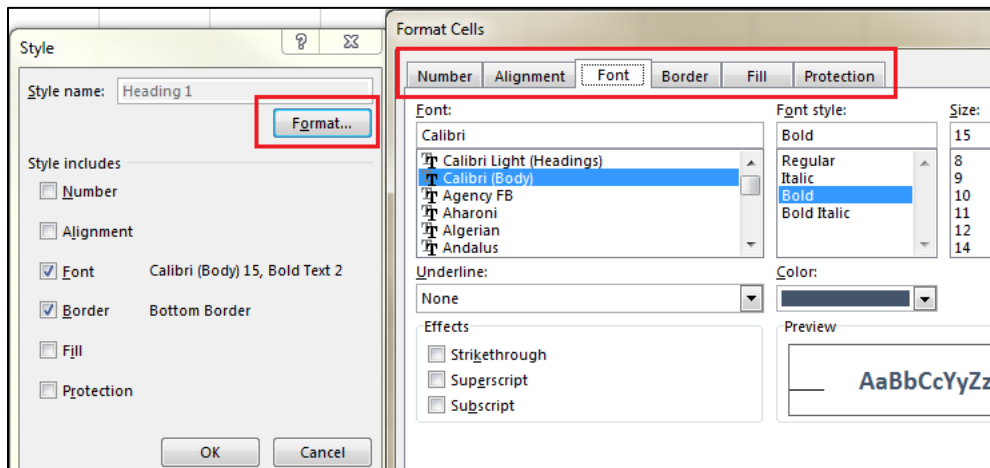 Style
Style name: Heading 1
Format...
Style includes
Number
Alignment
Font Calibri (Body) 15, Bold Text 2
Border Bottom Border
Fill
Protection
OK Cancel
Format Cells
Number Alignment Font Border Fill Protection
Font: Font style: Size:
Calibri Bold 15
Calibri Light (Headings) Regular 8
Calibri (Body) Italic 9
Agency FB Bold 10
Aharoni Bold Italic 11
Algerian 12
Andalus 14
Underline: Color:
None
Effects Preview
Strikethrough
Superscript
Subscript
AaBbCcYyZz